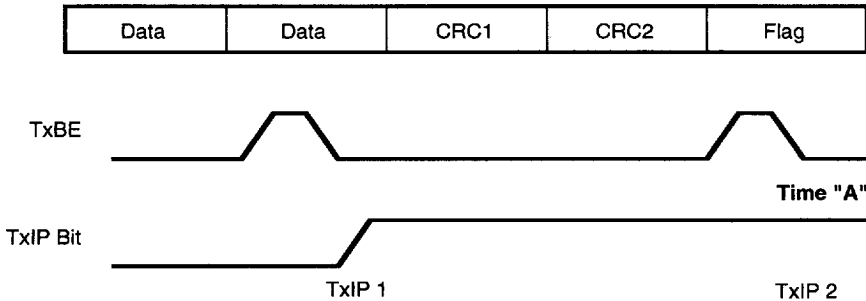 Data Data CRC1 CRC2 Flag
TxBE
Time "A"
TxIP Bit
TxIP 1 TxIP 2